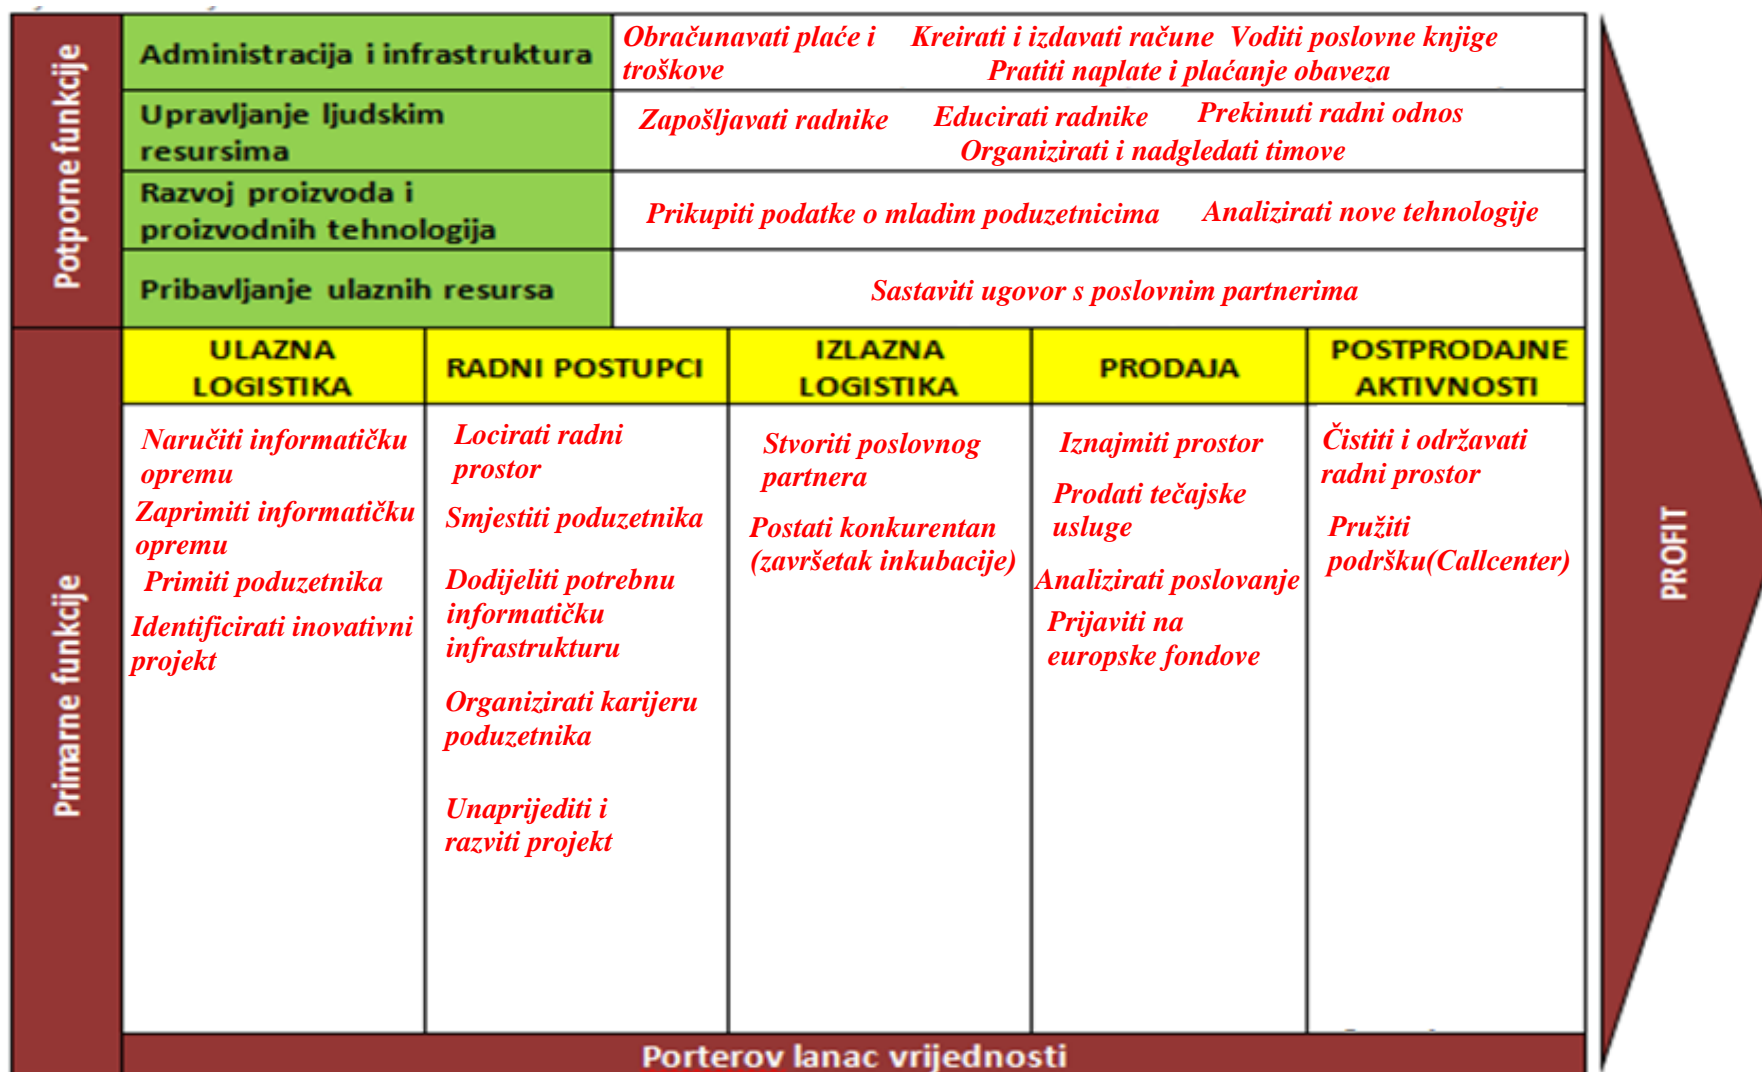 Potporne funkcije
Administracija i infrastruktura
Obračunavati plaće i
troškove
Kreirati i izdavati račune
Voditi poslovne knjige
Pratiti naplate i plaćanje obaveza
Upravljanje ljudskim
resursima
Zapošljavati radnike
Educirati radnike
Prekinuti radni odnos
Organizirati i nadgledati timove
Razvoj proizvoda i
proizvodnih tehnologija
Prikupiti podatke o mladim poduzetnicima
Analizirati nove tehnologije
Pribavljanje ulaznih resursa
Sastaviti ugovor s poslovnim partnerima
Primarne funkcije
ULAZNA
LOGISTIKA
Naručiti informatičku
opremu
Zaprimiti informatičku
opremu
Primiti poduzetnika
Identificirati inovativni
projekt
RADNI POSTUPCI
Locirati radni
prostor
Smjestiti poduzetnika
Dodijeliti potrebnu
informatičku
infrastrukturu
Organizirati karijeru
poduzetnika
Unaprijediti i
razviti projekt
IZLAZNA
LOGISTIKA
Stvoriti poslovnog
partnera
Postati konkurentan
(završetak inkubacije)
PRODAJA
Iznajmiti prostor
Prodati tečajske
usluge
Analizirati poslovanje
Prijaviti na
europske fondove
POSTPRODAJNE
AKTIVNOSTI
Čistiti i održavati
radni prostor
Pružiti
podršku(Callcenter)
PROFIT
Porterov lanac vrijednosti